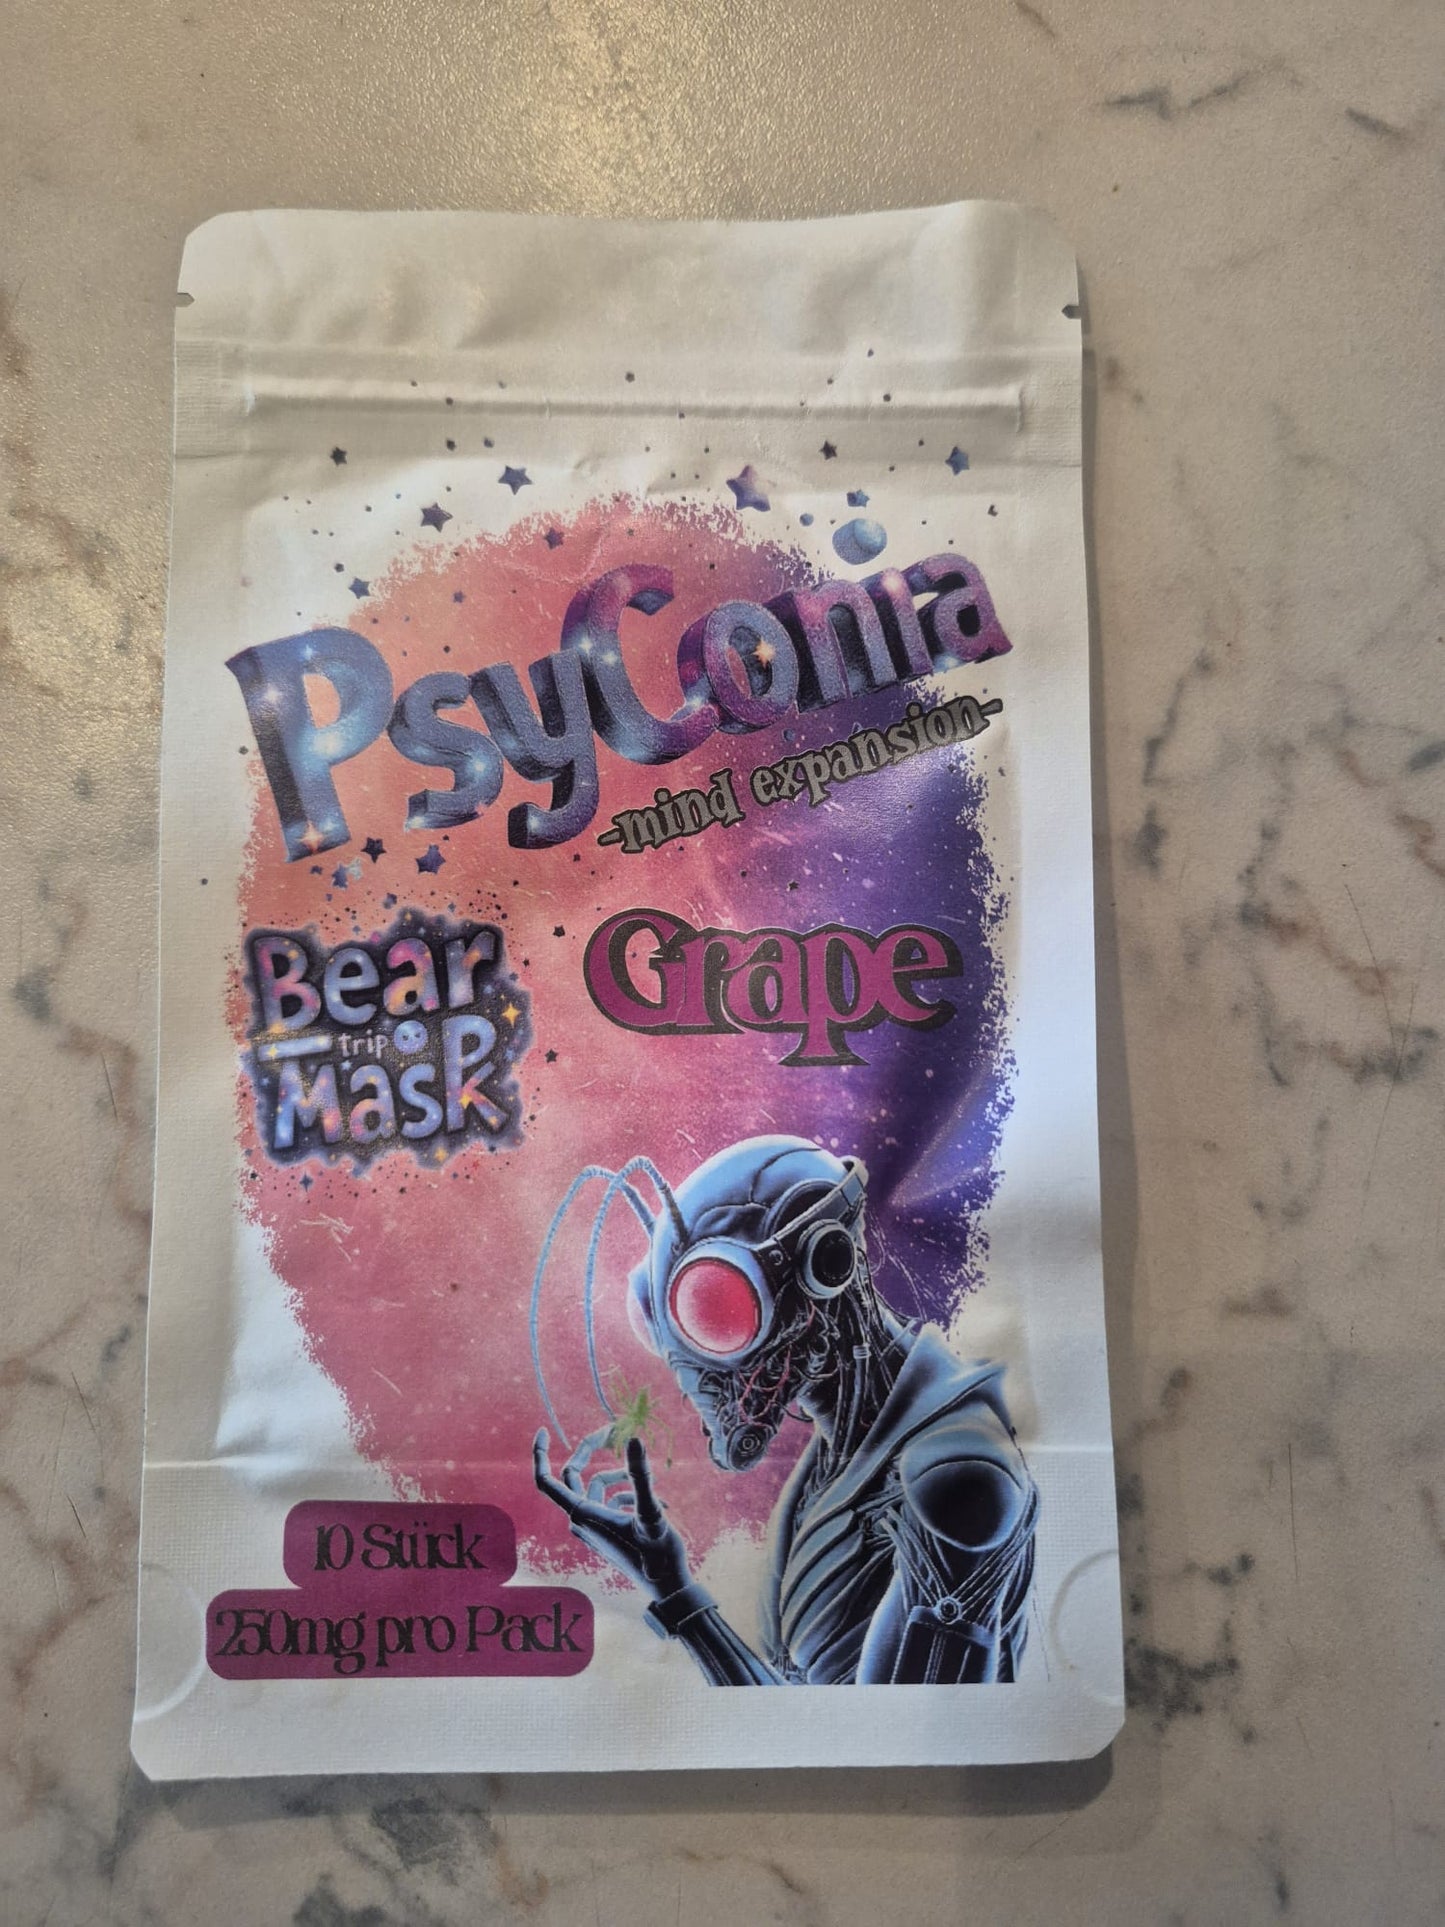 PsyConia
-mind expansion-
Bear
trip
Mask
Grape
10 Stück
250mg pro Pack